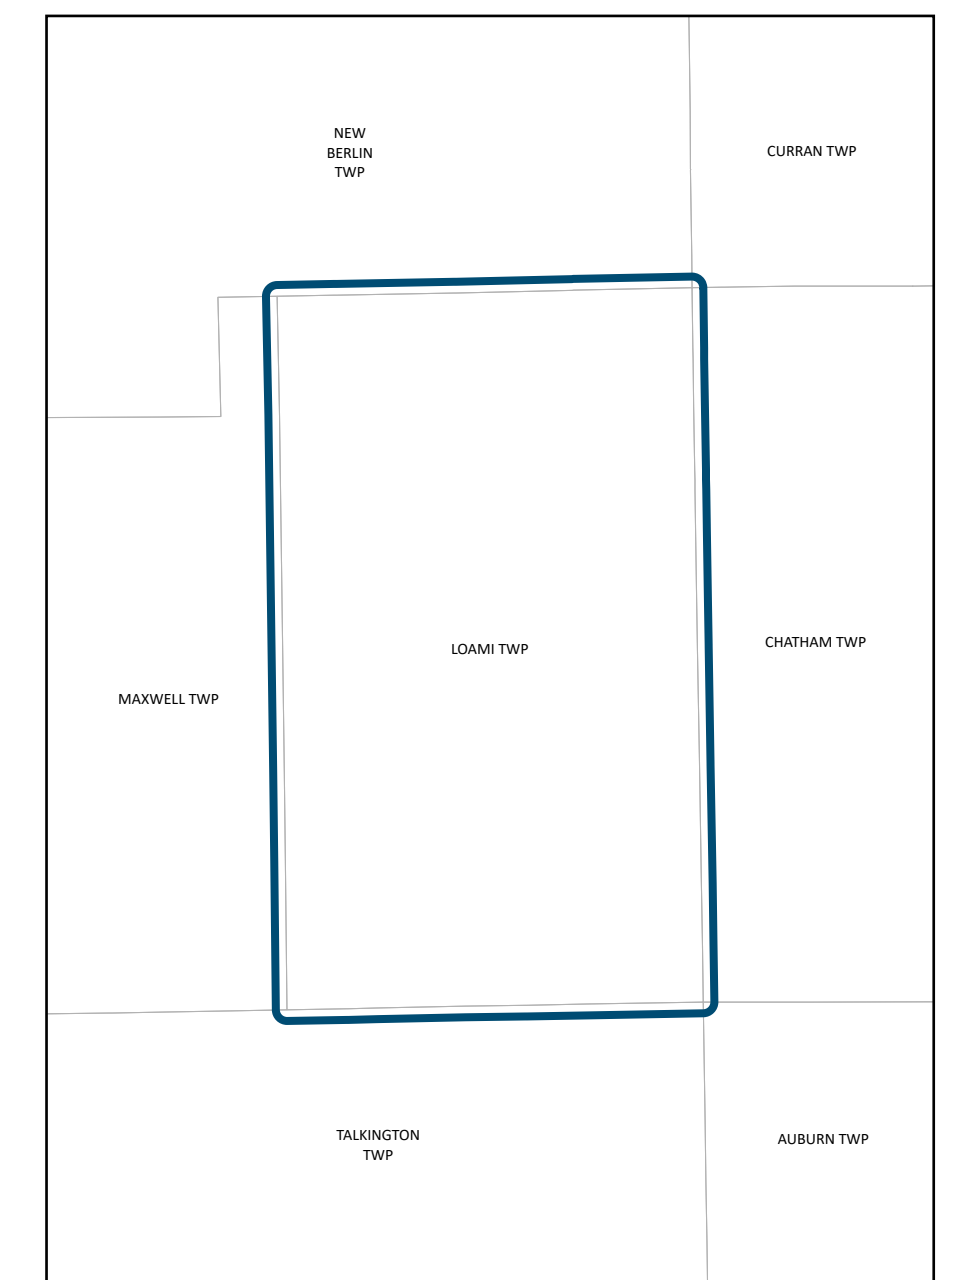 NEW
BERLIN
TWP
CURRAN TWP
LOAMI TWP
CHATHAM TWP
MAXWELL TWP
TALKINGTON
TWP
AUBURN TWP